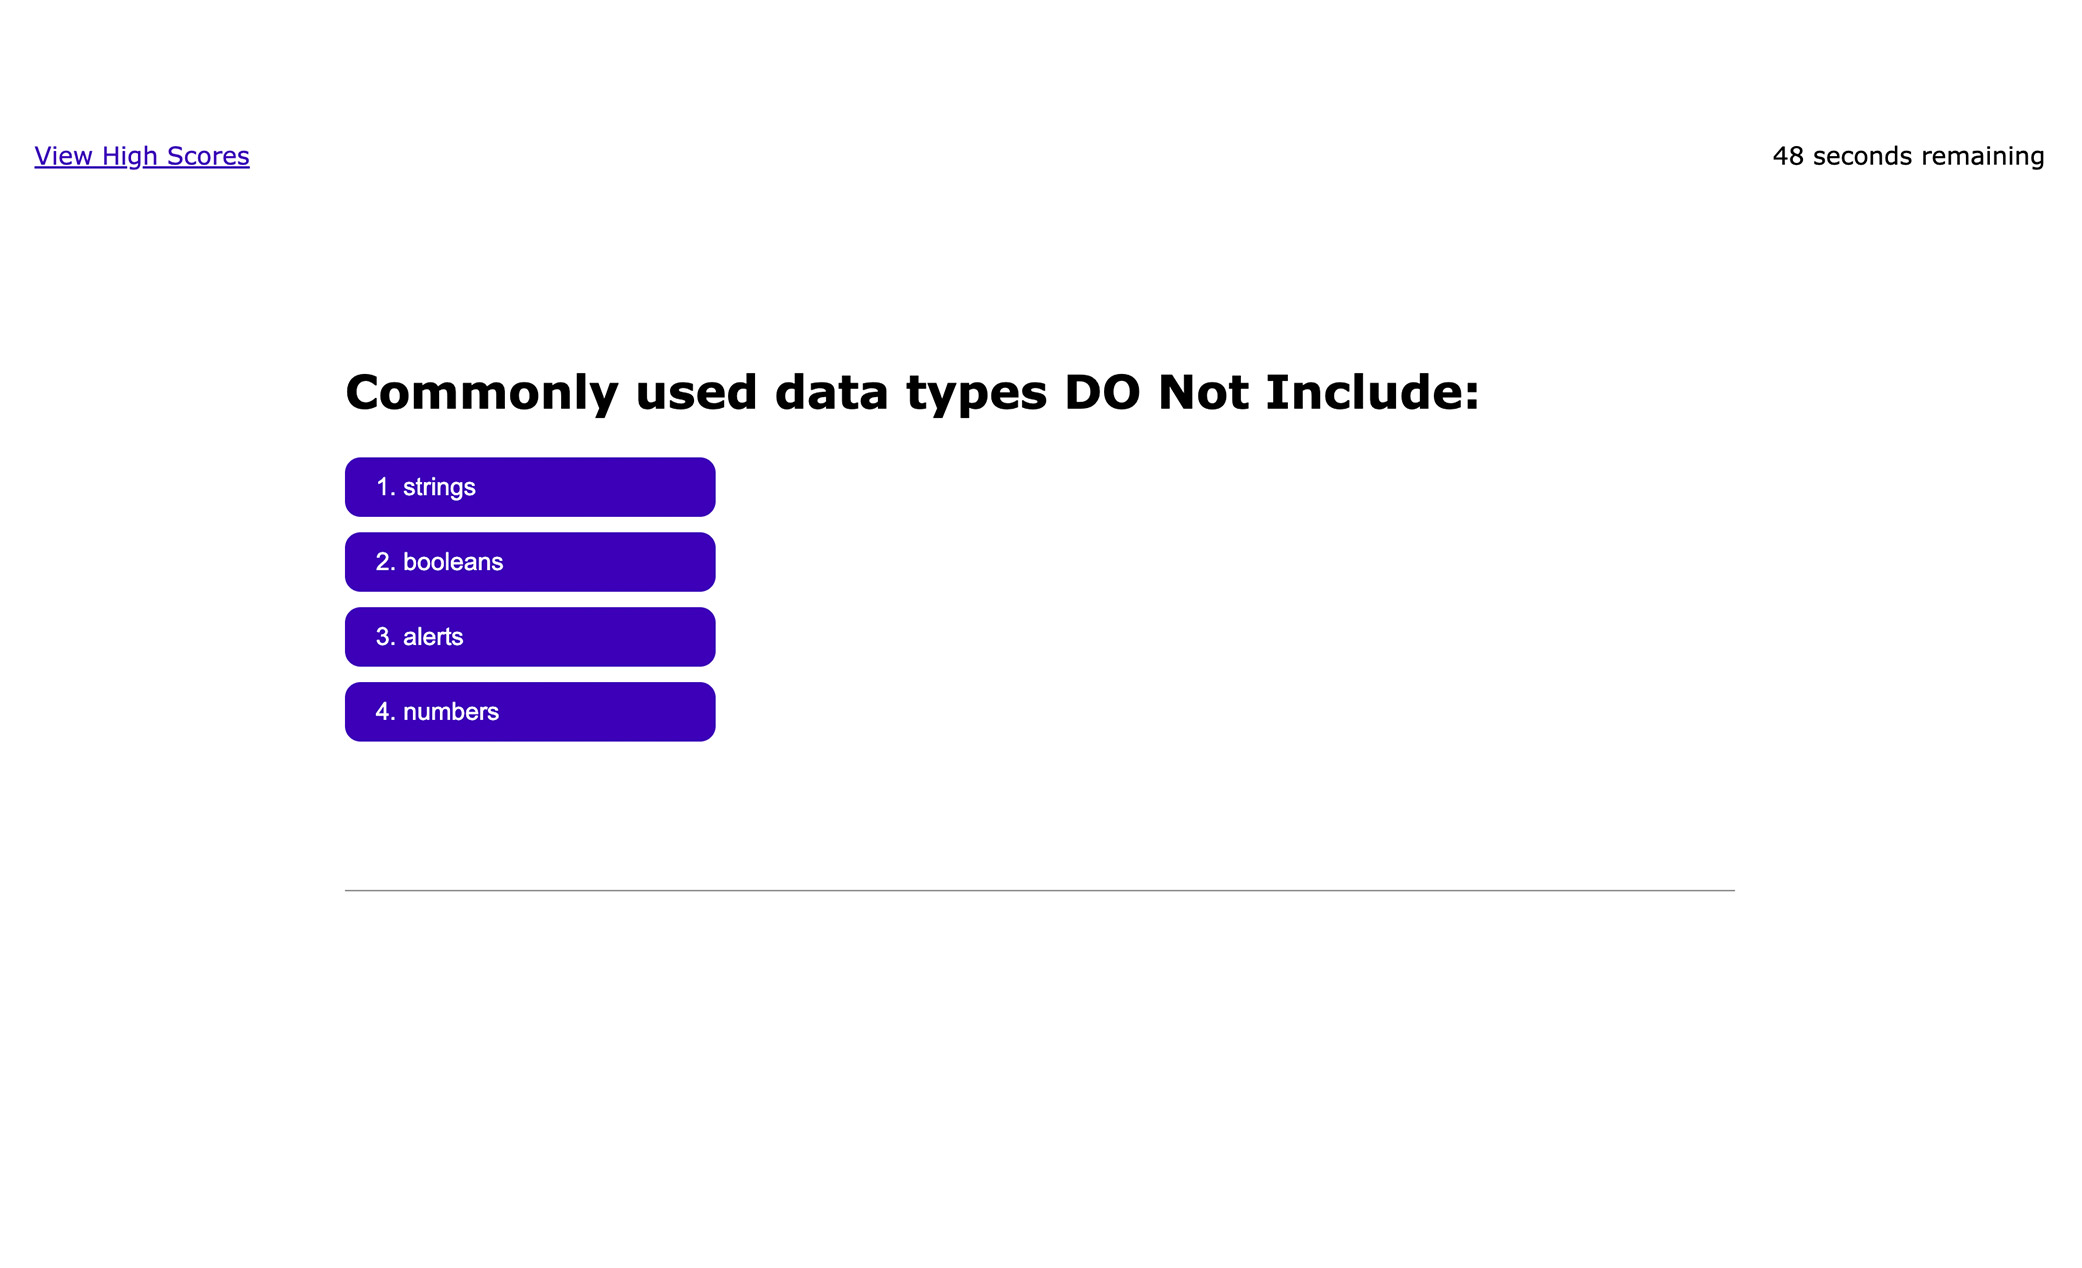 View High Scores
48 seconds remaining
Commonly used data types DO Not Include:
1. strings
2. booleans
3. alerts
4. numbers